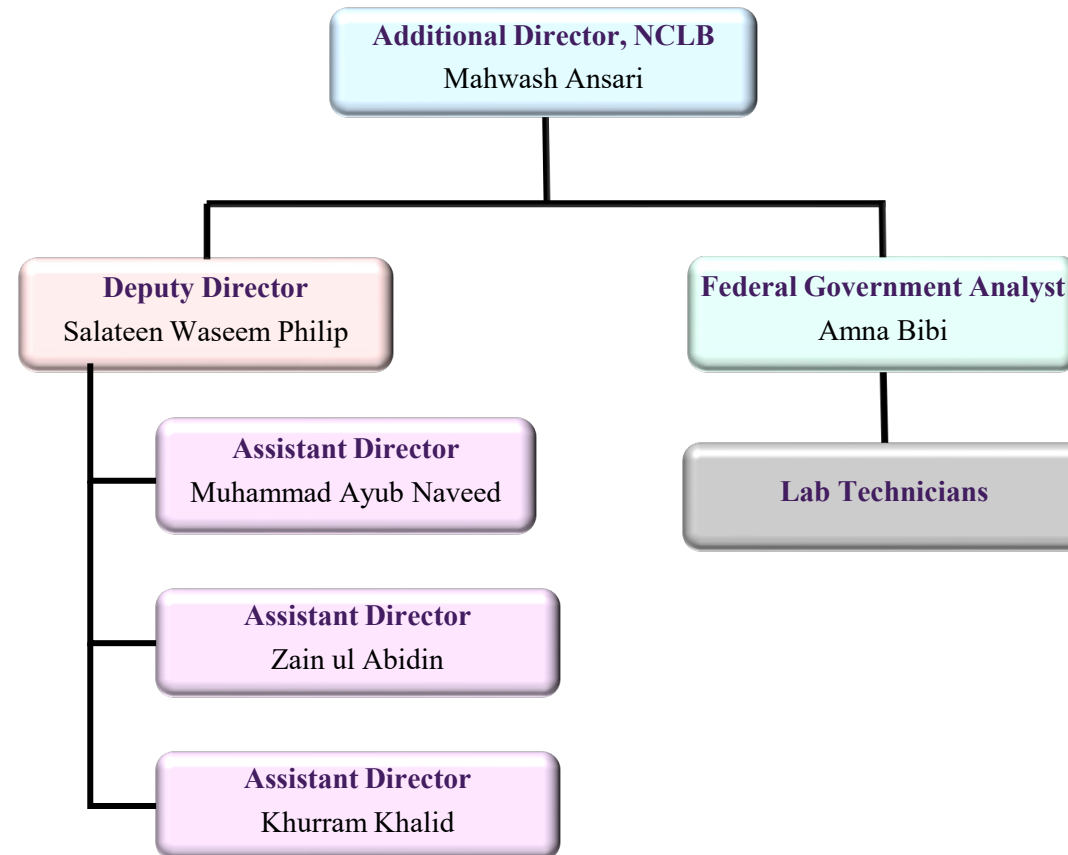 Additional Director, NCLB
Mahwash Ansari
Deputy Director
Salateen Waseem Philip
Federal Government Analyst
Amna Bibi
Assistant Director
Muhammad Ayub Naveed
Lab Technicians
Assistant Director
Zain ul Abidin
Assistant Director
Khurram Khalid